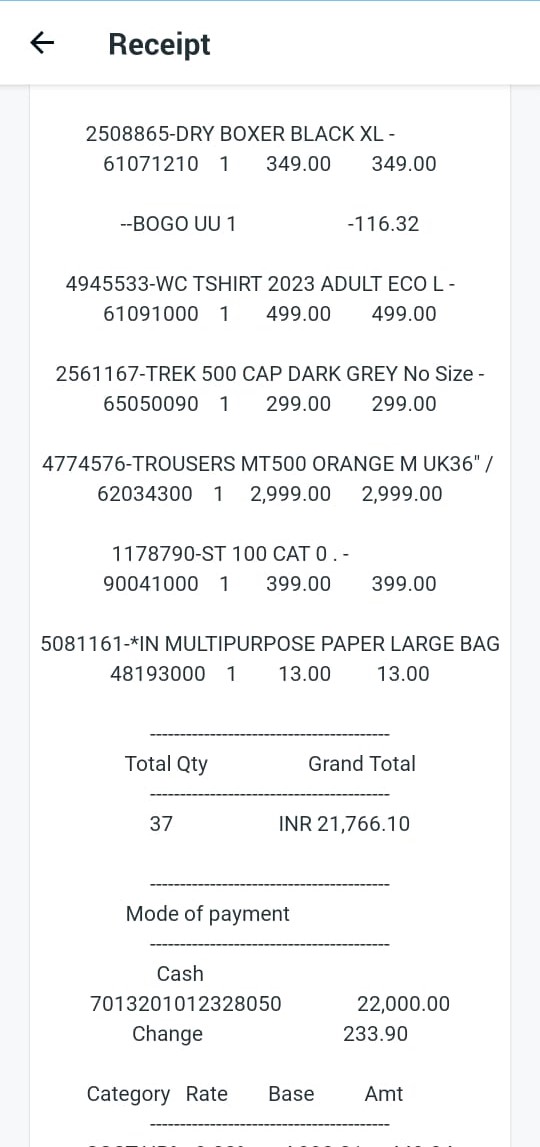 Receipt
2508865-DRY BOXER BLACK XL -
61071210 1 349.00 349.00
--BOGO UU 1 -116.32
4945533-WC TSHIRT 2023 ADULT ECO L -
61091000 1 499.00 499.00
2561167-TREK 500 CAP DARK GREY No Size -
65050090 1 299.00 299.00
4774576-TROUSERS MT500 ORANGE M UK36" /
62034300 1 2,999.00 2,999.00
1178790-ST 100 CAT 0 . -
90041000 1 399.00 399.00
5081161-*IN MULTIPURPOSE PAPER LARGE BAG
48193000 1 13.00 13.00
----------------------------------------
Total Qty Grand Total
----------------------------------------
37 INR 21,766.10
----------------------------------------
Mode of payment
----------------------------------------
Cash
7013201012328050 22,000.00
Change 233.90
Category Rate Base Amt
----------------------------------------